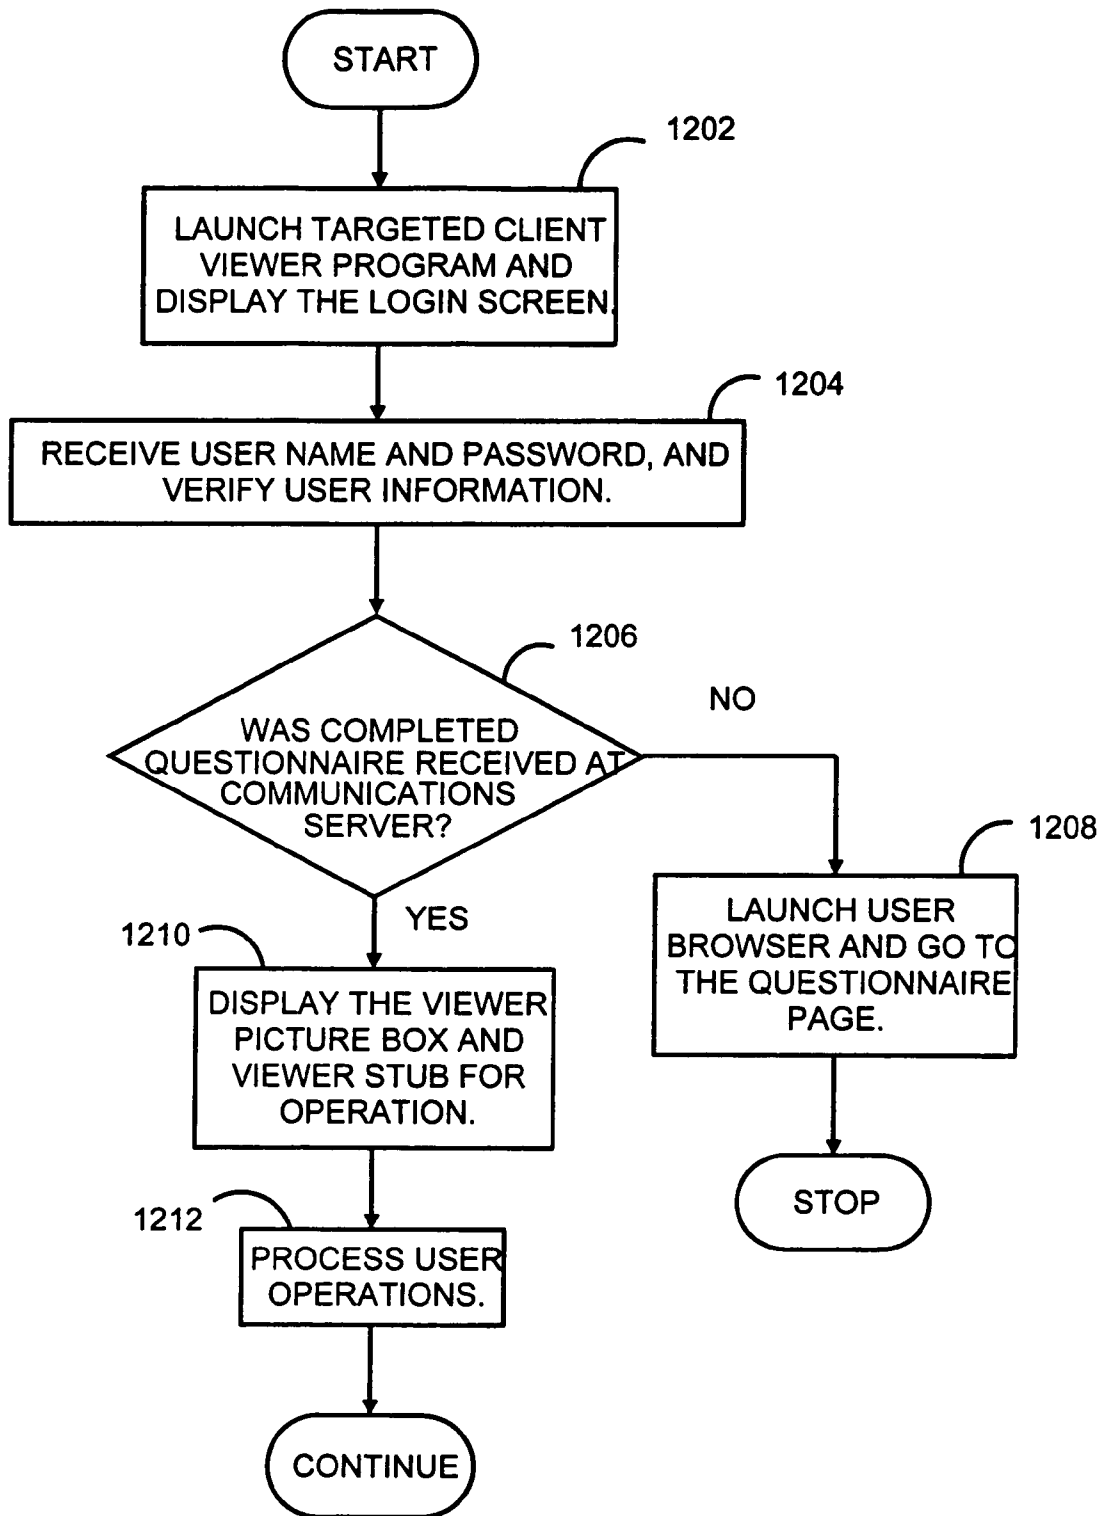 START
1202
LAUNCH TARGETED CLIENT
VIEWER PROGRAM AND
DISPLAY THE LOGIN SCREEN.
1204
RECEIVE USER NAME AND PASSWORD, AND
VERIFY USER INFORMATION.
1206
WAS COMPLETED
QUESTIONNAIRE RECEIVED AT
COMMUNICATIONS
SERVER?
NO
1208
LAUNCH USER
BROWSER AND GO TO
THE QUESTIONNAIRE
PAGE.
STOP
YES
1210
DISPLAY THE VIEWER
PICTURE BOX AND
VIEWER STUB FOR
OPERATION.
1212
PROCESS USER
OPERATIONS.
CONTINUE